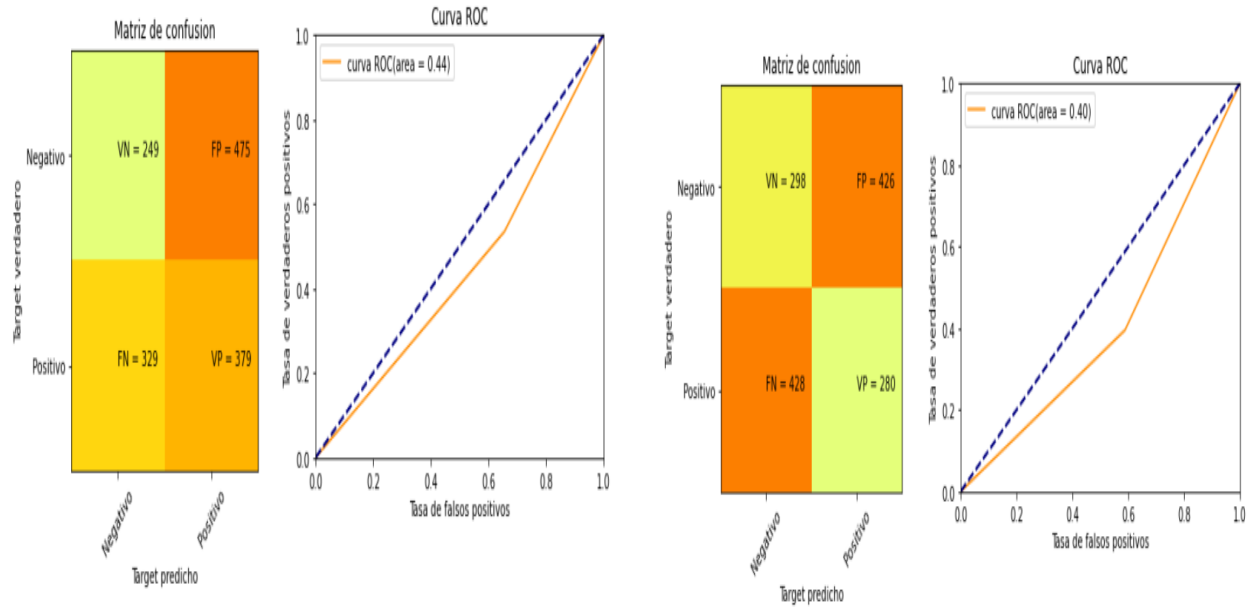 Matriz de confusion
Negativo
Positivo
Target verdadero
VN = 249
FP = 475
FN = 329
VP = 379
Negativo
Positivo
Target predicho
Curva ROC
curva ROC(area = 0.44)
1.0
0.8
0.6
0.4
0.2
0.0
Tasa de verdaderos positivos
0.0 0.2 0.4 0.6 0.8 1.0
Tasa de falsos positivos
Matriz de confusion
Negativo
Positivo
Target verdadero
VN = 298
FP = 426
FN = 428
VP = 280
Negativo
Positivo
Target predicho
Curva ROC
curva ROC(area = 0.40)
1.0
0.8
0.6
0.4
0.2
0.0
Tasa de verdaderos positivos
0.0 0.2 0.4 0.6 0.8 1.0
Tasa de falsos positivos